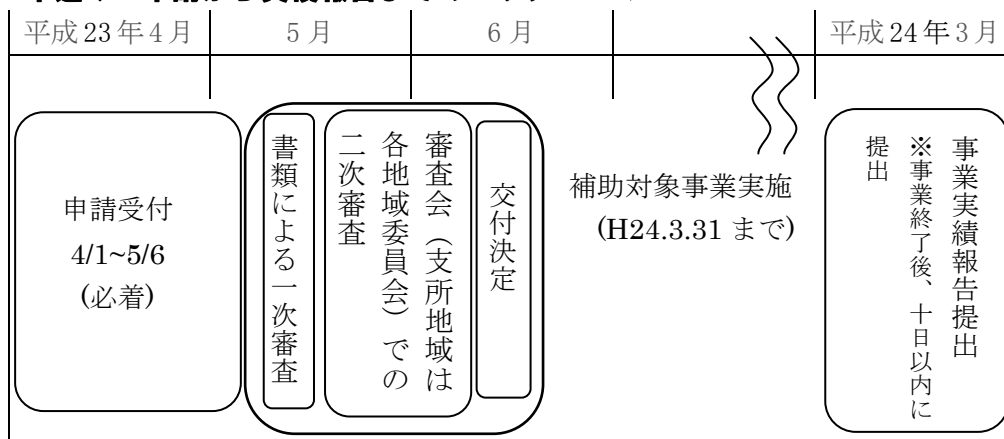 平成23年4月
5月
6月
平成24年3月
申請受付
4/1~5/6
(必着)
書類による一次審査
審査会（支所地域は
各地域委員会）での
二次審査
交付決定
補助対象事業実施
(H24.3.31まで)
事業実績報告提出
※事業終了後、十日以内に
提出